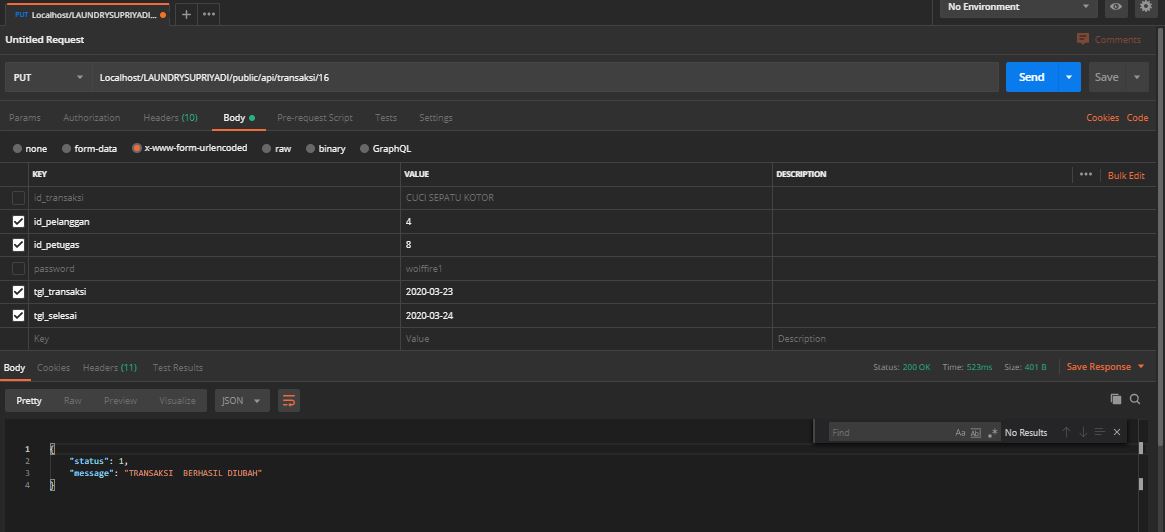 PUT Localhost/LAUNDRYSUPRIYADI... + ••• No Environment
Untitled Request Comments
PUT Localhost/LAUNDRYSUPRIYADI/public/api/transaksi/16 Send Save
Params Authorization Headers (10) Body Pre-request Script Tests Settings Cookies Code
none form-data x-www-form-urlencoded raw binary GraphQL
KEY VALUE DESCRIPTION ••• Bulk Edit
id_transaksi CUCI SEPATU KOTOR
id_pelanggan 4
id_petugas 8
password wolffire1
tgl_transaksi 2020-03-23
tgl_selesai 2020-03-24
Key Value Description
Body Cookies Headers (11) Test Results Status: 200 OK Time: 523ms Size: 401 B Save Response
Pretty Raw Preview Visualize JSON
Find Aa Ab .* No Results
1 {
2 "status": 1,
3 "message": "TRANSAKSI  BERHASIL DIUBAH"
4 }